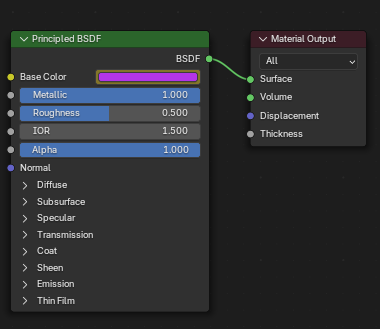 Principled BSDF
BSDF
Base Color
Metallic 1.000
Roughness 0.500
IOR 1.500
Alpha 1.000
Normal
Diffuse
Subsurface
Specular
Transmission
Coat
Sheen
Emission
Thin Film
Material Output
All
Surface
Volume
Displacement
Thickness